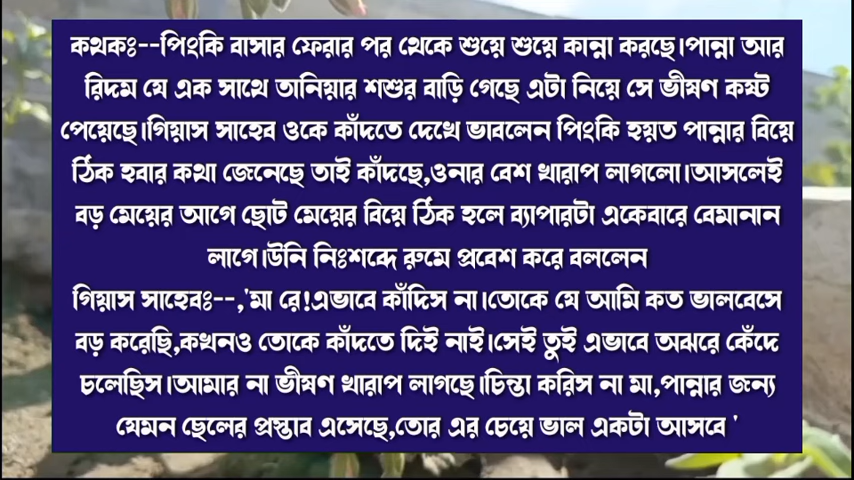 কথকঃ--পিংকি বাসার ফেরার পর থেকে শুয়ে শুয়ে কান্না করছে।পান্না আর
রিদম যে এক সাথে তানিয়ার শশুর বাড়ি গেছে এটা নিয়ে সে ভীষণ কষ্ট
পেয়েছে।গিয়াস সাহেব ওকে কাঁদতে দেখে ভাবলেন পিংকি হয়ত পান্নার বিয়ে
ঠিক হবার কথা জেনেছে তাই কাঁদছে,ওনার বেশ খারাপ লাগলো।আসলেই
বড় মেয়ের আগে ছোট মেয়ের বিয়ে ঠিক হলে ব্যাপারটা একেবারে বেমানান
লাগে।উনি নিঃশব্দে রুমে প্রবেশ করে বললেন
গিয়াস সাহেবঃ--,'মা রে!এভাবে কাঁদিস না।তোকে যে আমি কত ভালবেসে
বড় করেছি,কখনও তোকে কাঁদতে দিই নাই।সেই তুই এভাবে অঝরে কেঁদে
চলেছিস।আমার না ভীষণ খারাপ লাগছে।চিন্তা করিস না মা,পান্নার জন্য
যেমন ছেলের প্রস্তাব এসেছে,তোর এর চেয়ে ভাল একটা আসবে '